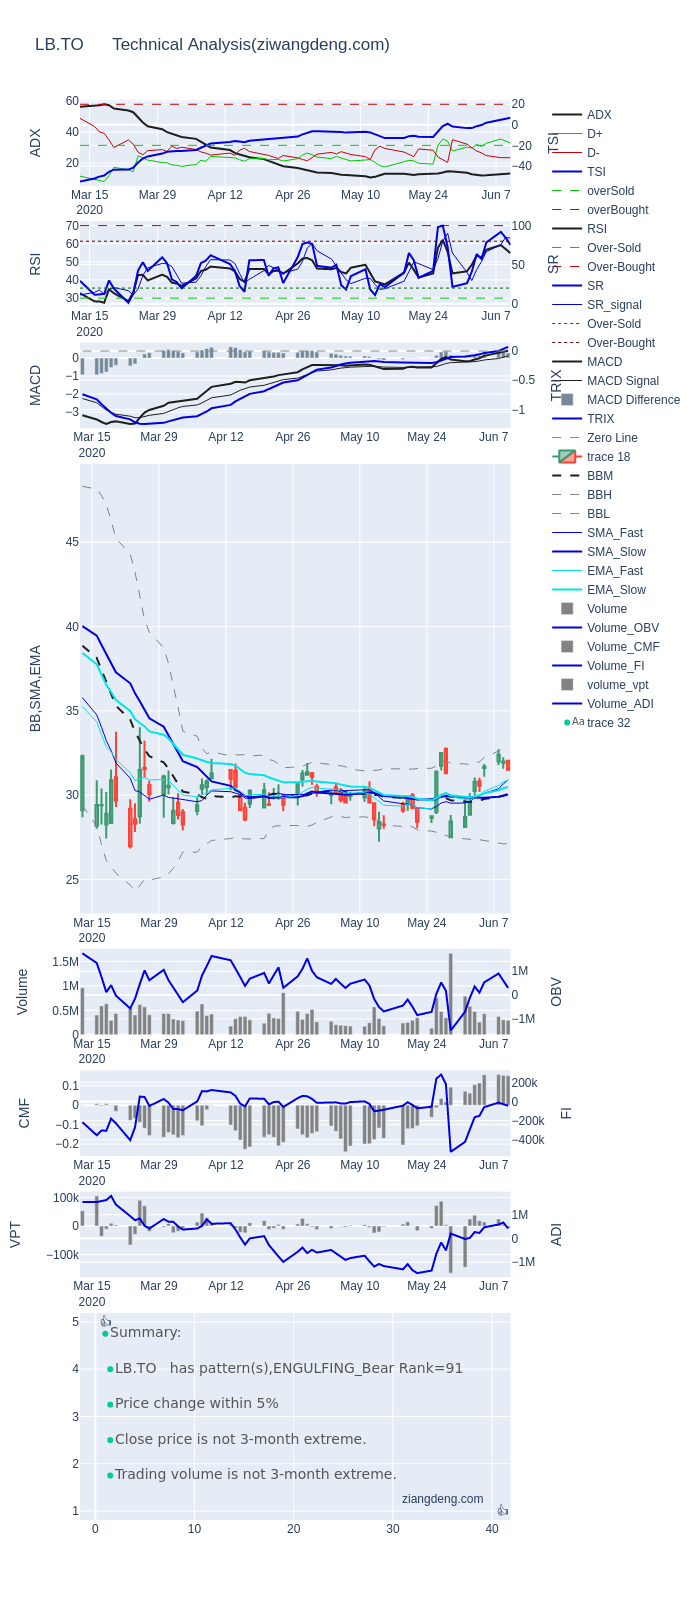 LB.TO Technical Analysis(ziwangdeng.com)
ADX
60
40
20
20
0
−20
−40
TSI
Mar 15 Mar 29 Apr 12 Apr 26 May 10 May 24 Jun 7
2020
RSI
70
60
50
40
30
100
50
0
SR
Mar 15 Mar 29 Apr 12 Apr 26 May 10 May 24 Jun 7
2020
MACD
0
−1
−2
−3
0
−0.5
−1
TRIX
Mar 15 Mar 29 Apr 12 Apr 26 May 10 May 24 Jun 7
2020
BB,SMA,EMA
45
40
35
30
25
Mar 15 Mar 29 Apr 12 Apr 26 May 10 May 24 Jun 7
2020
Volume
1.5M
1M
0.5M
0
1M
0
−1M
OBV
Mar 15 Mar 29 Apr 12 Apr 26 May 10 May 24 Jun 7
2020
CMF
0.1
0
−0.1
−0.2
200k
0
−200k
−400k
FI
Mar 15 Mar 29 Apr 12 Apr 26 May 10 May 24 Jun 7
2020
VPT
100k
0
−100k
1M
0
−1M
ADI
Mar 15 Mar 29 Apr 12 Apr 26 May 10 May 24 Jun 7
2020
5
4
3
2
1
Summary:
LB.TO has pattern(s),ENGULFING_Bear Rank=91
Price change within 5%
Close price is not 3-month extreme.
Trading volume is not 3-month extreme.
ziangdeng.com
0 10 20 30 40
ADX
D+
D-
TSI
overSold
overBought
RSI
Over-Sold
Over-Bought
SR
SR_signal
Over-Sold
Over-Bought
MACD
MACD Signal
MACD Difference
TRIX
Zero Line
trace 18
BBM
BBH
BBL
SMA_Fast
SMA_Slow
EMA_Fast
EMA_Slow
Volume
Volume_OBV
Volume_CMF
Volume_FI
volume_vpt
Volume_ADI
Aa trace 32